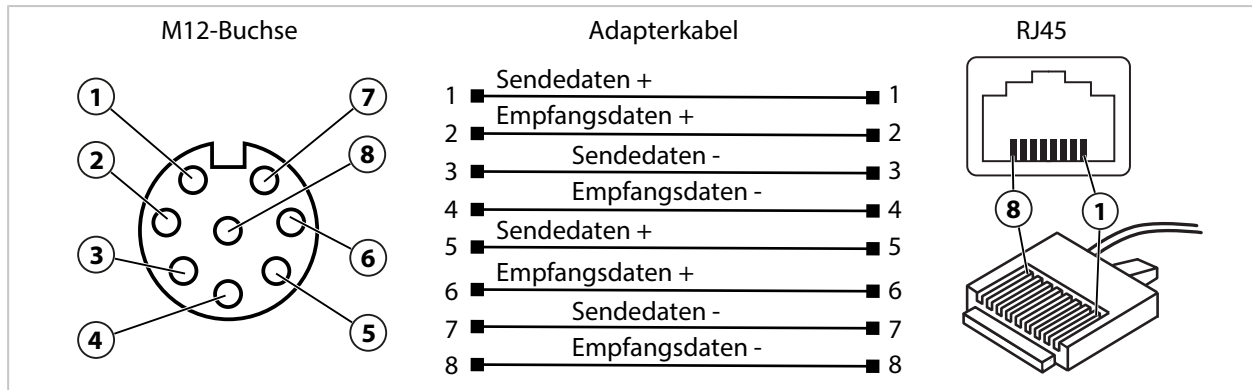 M12-Buchse
1
7
2
8
3
6
4
5
Adapterkabel
1 Sendedaten + 1
2 Empfangsdaten + 2
3 Sendedaten - 3
4 Empfangsdaten - 4
5 Sendedaten + 5
6 Empfangsdaten + 6
7 Sendedaten - 7
8 Empfangsdaten - 8
RJ45
8 1